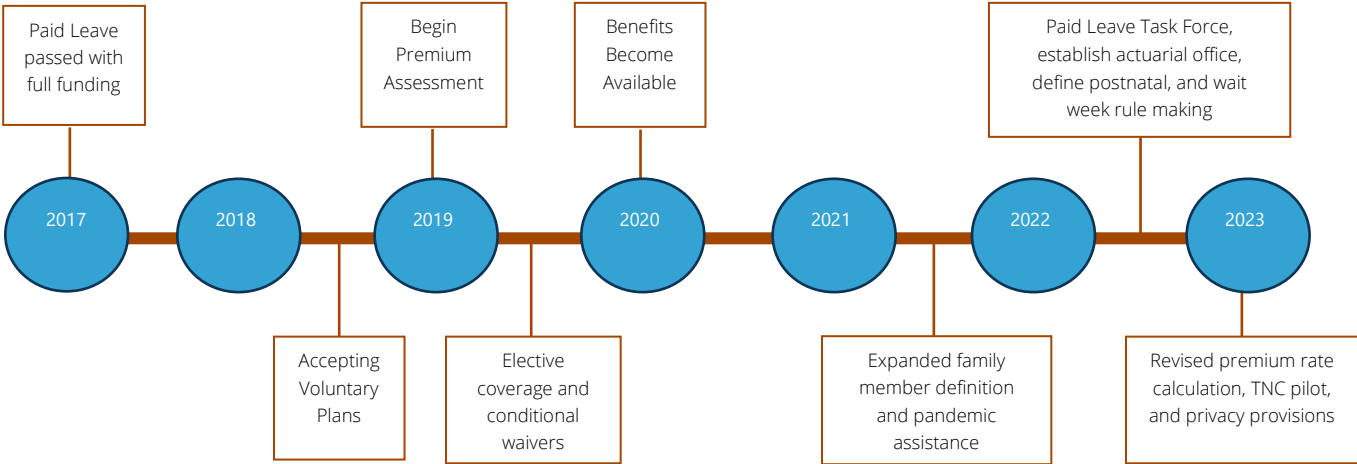 Paid Leave
passed with
full funding
Begin
Premium
Assessment
Benefits
Become
Available
Paid Leave Task Force,
establish actuarial office,
define postnatal, and wait
week rule making
2017
2018
2019
2020
2021
2022
2023
Accepting
Voluntary
Plans
Elective
coverage and
conditional
waivers
Expanded family
member definition
and pandemic
assistance
Revised premium rate
calculation, TNC pilot,
and privacy provisions